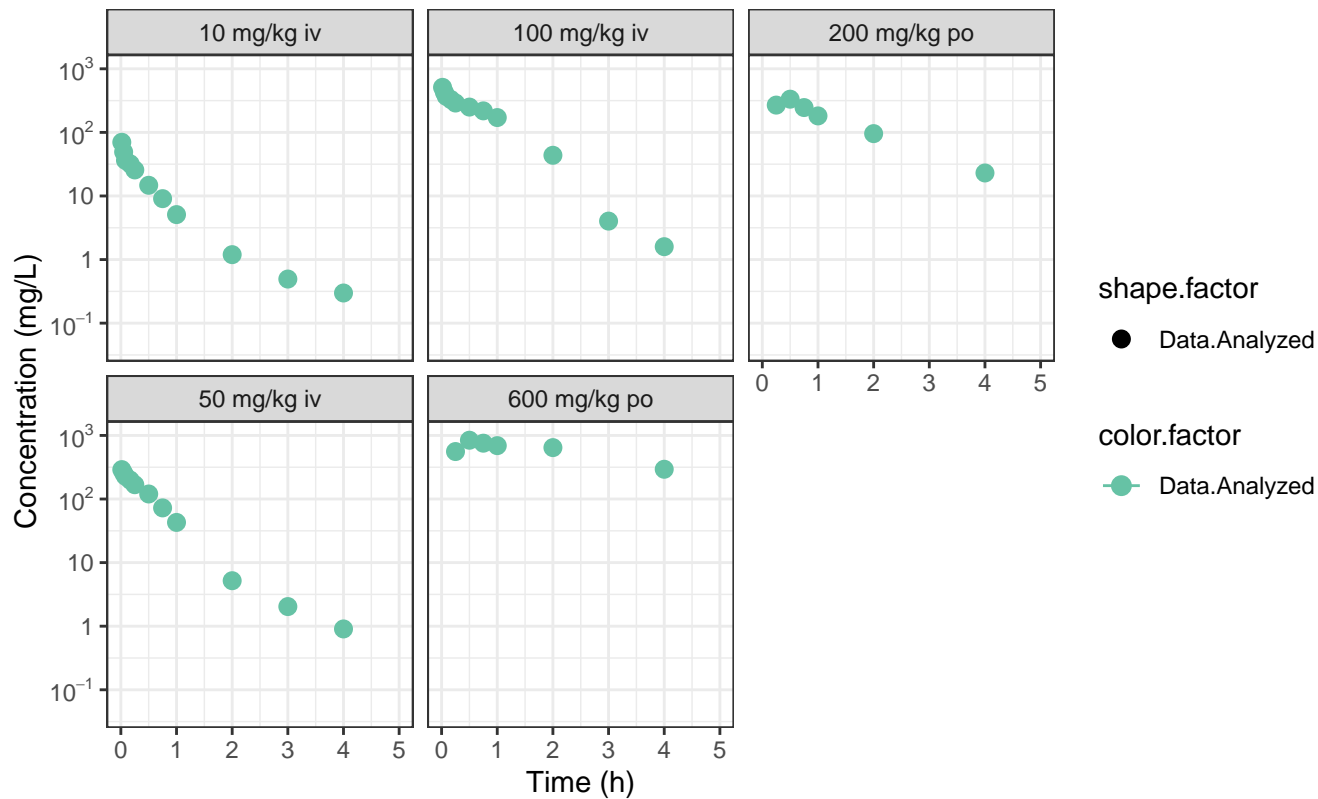 10 mg/kg iv
100 mg/kg iv
200 mg/kg po
10³
10²
10
1
10⁻¹
0 1 2 3 4 5
50 mg/kg iv
600 mg/kg po
10³
10²
10
1
10⁻¹
0 1 2 3 4 5
0 1 2 3 4 5
Time (h)
Concentration (mg/L)
shape.factor
Data.Analyzed
color.factor
Data.Analyzed